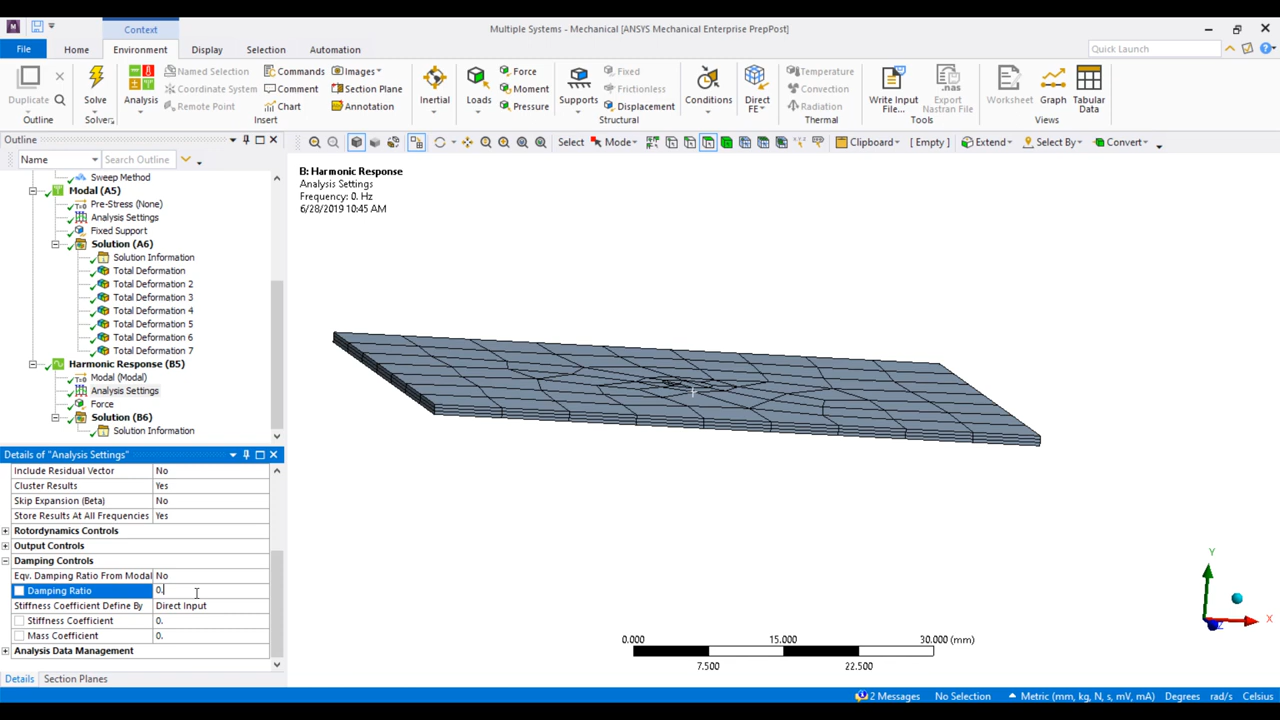 Context
Multiple Systems - Mechanical [ANSYS Mechanical Enterprise PrepPost]
File Home Environment Display Selection Automation Quick Launch
Duplicate
Outline
Solve
Solver
Analysis
Named Selection
Coordinate System
Remote Point
Commands
Comment
Chart
Images
Section Plane
Annotation
Insert
Inertial
Loads
Force
Moment
Pressure
Supports
Fixed
Frictionless
Displacement
Structural
Conditions
Direct FE
Temperature
Convection
Radiation
Thermal
Write Input File...
Export Nastran File
Tools
Worksheet
Graph
Tabular Data
Views
Outline
Name Search Outline
Select Mode Clipboard [ Empty ] Extend Select By Convert
Sweep Method
Modal (A5)
Pre-Stress (None)
Analysis Settings
Fixed Support
Solution (A6)
Solution Information
Total Deformation
Total Deformation 2
Total Deformation 3
Total Deformation 4
Total Deformation 5
Total Deformation 6
Total Deformation 7
Harmonic Response (B5)
Modal (Modal)
Analysis Settings
Force
Solution (B6)
Solution Information
B: Harmonic Response
Analysis Settings
Frequency: 0. Hz
6/28/2019 10:45 AM
Details of "Analysis Settings"
Include Residual Vector No
Cluster Results Yes
Skip Expansion (Beta) No
Store Results At All Frequencies Yes
Rotordynamics Controls
Output Controls
Damping Controls
Eqv. Damping Ratio From Modal No
Damping Ratio 0.
Stiffness Coefficient Define By Direct Input
Stiffness Coefficient 0.
Mass Coefficient 0.
Analysis Data Management
Details Section Planes
0.000 15.000 30.000 (mm)
7.500 22.500
Y
X
Z
2 Messages No Selection Metric (mm, kg, N, s, mV, mA) Degrees rad/s Celsius